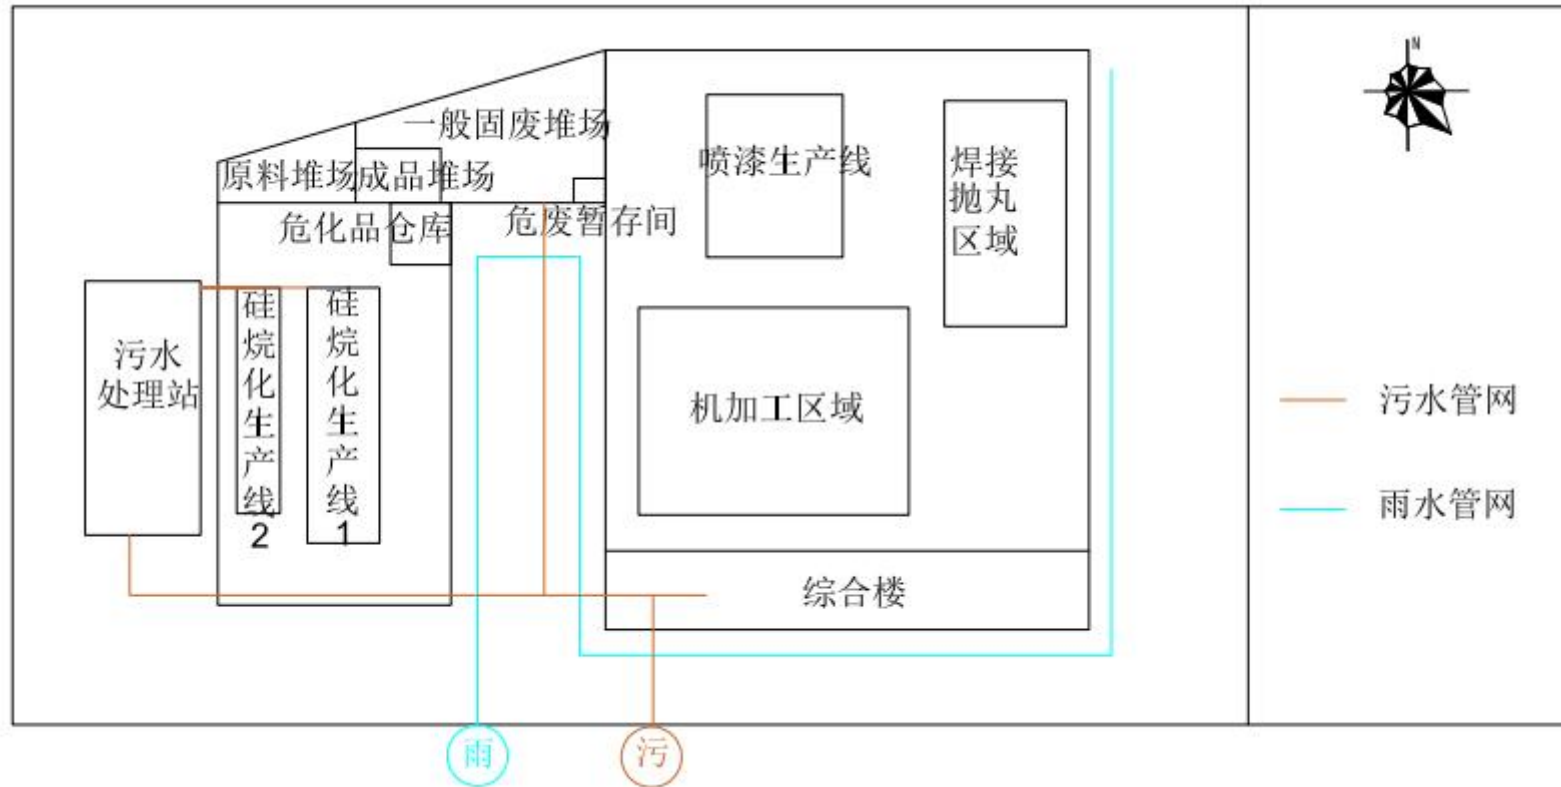 N
一般固废堆场
原料堆场
成品堆场
喷漆生产线
焊接
抛丸
区域
危化品仓库
危废暂存间
污水
处理站
硅烷化生产线2
硅烷化生产线1
机加工区域
综合楼
污水管网
雨水管网
雨
污